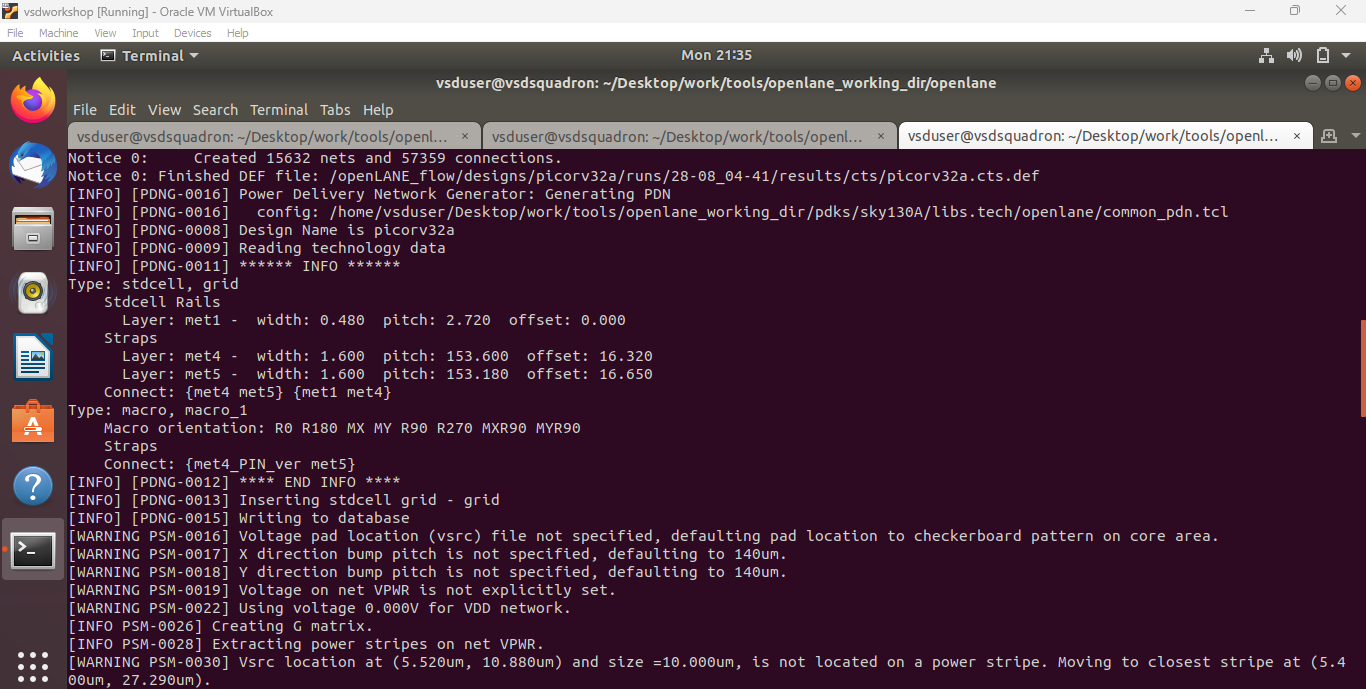 vsdworkshop [Running] - Oracle VM VirtualBox
File Machine View Input Devices Help
Activities Terminal Mon 21:35
vsduser@vsdsquadron: ~/Desktop/work/tools/openlane_working_dir/openlane
File Edit View Search Terminal Tabs Help
vsduser@vsdsquadron: ~/Desktop/work/tools/openl... × vsduser@vsdsquadron: ~/Desktop/work/tools/openl... × vsduser@vsdsquadron: ~/Desktop/work/tools/openl... ×
Notice 0:     Created 15632 nets and 57359 connections.
Notice 0: Finished DEF file: /openLANE_flow/designs/picorv32a/runs/28-08_04-41/results/cts/picorv32a.cts.def
[INFO] [PDNG-0016] Power Delivery Network Generator: Generating PDN
[INFO] [PDNG-0016]   config: /home/vsduser/Desktop/work/tools/openlane_working_dir/pdks/sky130A/libs.tech/openlane/common_pdn.tcl
[INFO] [PDNG-0008] Design Name is picorv32a
[INFO] [PDNG-0009] Reading technology data
[INFO] [PDNG-0011] ****** INFO ******
Type: stdcell, grid
    Stdcell Rails
      Layer: met1 -  width: 0.480  pitch: 2.720  offset: 0.000
    Straps
      Layer: met4 -  width: 1.600  pitch: 153.600  offset: 16.320
      Layer: met5 -  width: 1.600  pitch: 153.180  offset: 16.650
    Connect: {met4 met5} {met1 met4}
Type: macro, macro_1
    Macro orientation: R0 R180 MX MY R90 R270 MXR90 MYR90
    Straps
    Connect: {met4_PIN_ver met5}
[INFO] [PDNG-0012] **** END INFO ****
[INFO] [PDNG-0013] Inserting stdcell grid - grid
[INFO] [PDNG-0015] Writing to database
[WARNING PSM-0016] Voltage pad location (vsrc) file not specified, defaulting pad location to checkerboard pattern on core area.
[WARNING PSM-0017] X direction bump pitch is not specified, defaulting to 140um.
[WARNING PSM-0018] Y direction bump pitch is not specified, defaulting to 140um.
[WARNING PSM-0019] Voltage on net VPWR is not explicitly set.
[WARNING PSM-0022] Using voltage 0.000V for VDD network.
[INFO PSM-0026] Creating G matrix.
[INFO PSM-0028] Extracting power stripes on net VPWR.
[WARNING PSM-0030] Vsrc location at (5.520um, 10.880um) and size =10.000um, is not located on a power stripe. Moving to closest stripe at (5.4
00um, 27.290um).